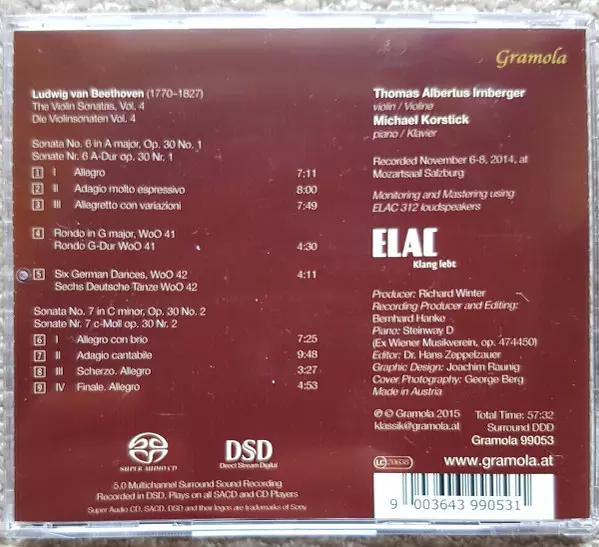 Gramola
Ludwig van Beethoven (1770–1827)
The Violin Sonatas, Vol. 4
Die Violinsonaten Vol. 4
Sonata No. 6 in A major, Op. 30 No. 1
Sonate Nr. 6 A-Dur op. 30 Nr. 1
1 I Allegro 7:11
2 II Adagio molto espressivo 8:00
3 III Allegretto con variazioni 7:49
4 Rondo in G major, WoO 41
Rondo G-Dur WoO 41 4:30
5 Six German Dances, WoO 42 4:11
Sechs Deutsche Tänze WoO 42
Sonata No. 7 in C minor, Op. 30 No. 2
Sonate Nr. 7 c-Moll op. 30 Nr. 2
6 I Allegro con brio 7:25
7 II Adagio cantabile 9:48
8 III Scherzo. Allegro 3:27
9 IV Finale. Allegro 4:53
Thomas Albertus Irnberger
violin / Violine
Michael Korstick
piano / Klavier
Recorded November 6-8, 2014, at
Mozartsaal Salzburg
Monitoring and Mastering using
ELAC 312 loudspeakers
ELAC
Klang lebt
Producer: Richard Winter
Recording Producer and Editing:
Bernhard Hanke
Piano: Steinway D
(Ex Wiener Musikverein, op. 474450)
Editor: Dr. Hans Zeppelzauer
Graphic Design: Joachim Raunig
Cover Photography: George Berg
Made in Austria
℗ © Gramola 2015 Total Time: 57:32
klassik@gramola.at Surround DDD
Gramola 99053
SUPER AUDIO CD
DSD
Direct Stream Digital
5.0 Multichannel Surround Sound Recording
Recorded in DSD. Plays on all SACD and CD Players
Super Audio CD, SACD, DSD and their logos are trademarks of Sony
LC 20638
www.gramola.at
9 003643 990531